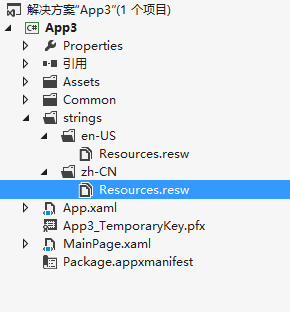 解决方案"App3"(1 个项目)
App3
Properties
引用
Assets
Common
strings
en-US
Resources.resw
zh-CN
Resources.resw
App.xaml
App3_TemporaryKey.pfx
MainPage.xaml
Package.appxmanifest